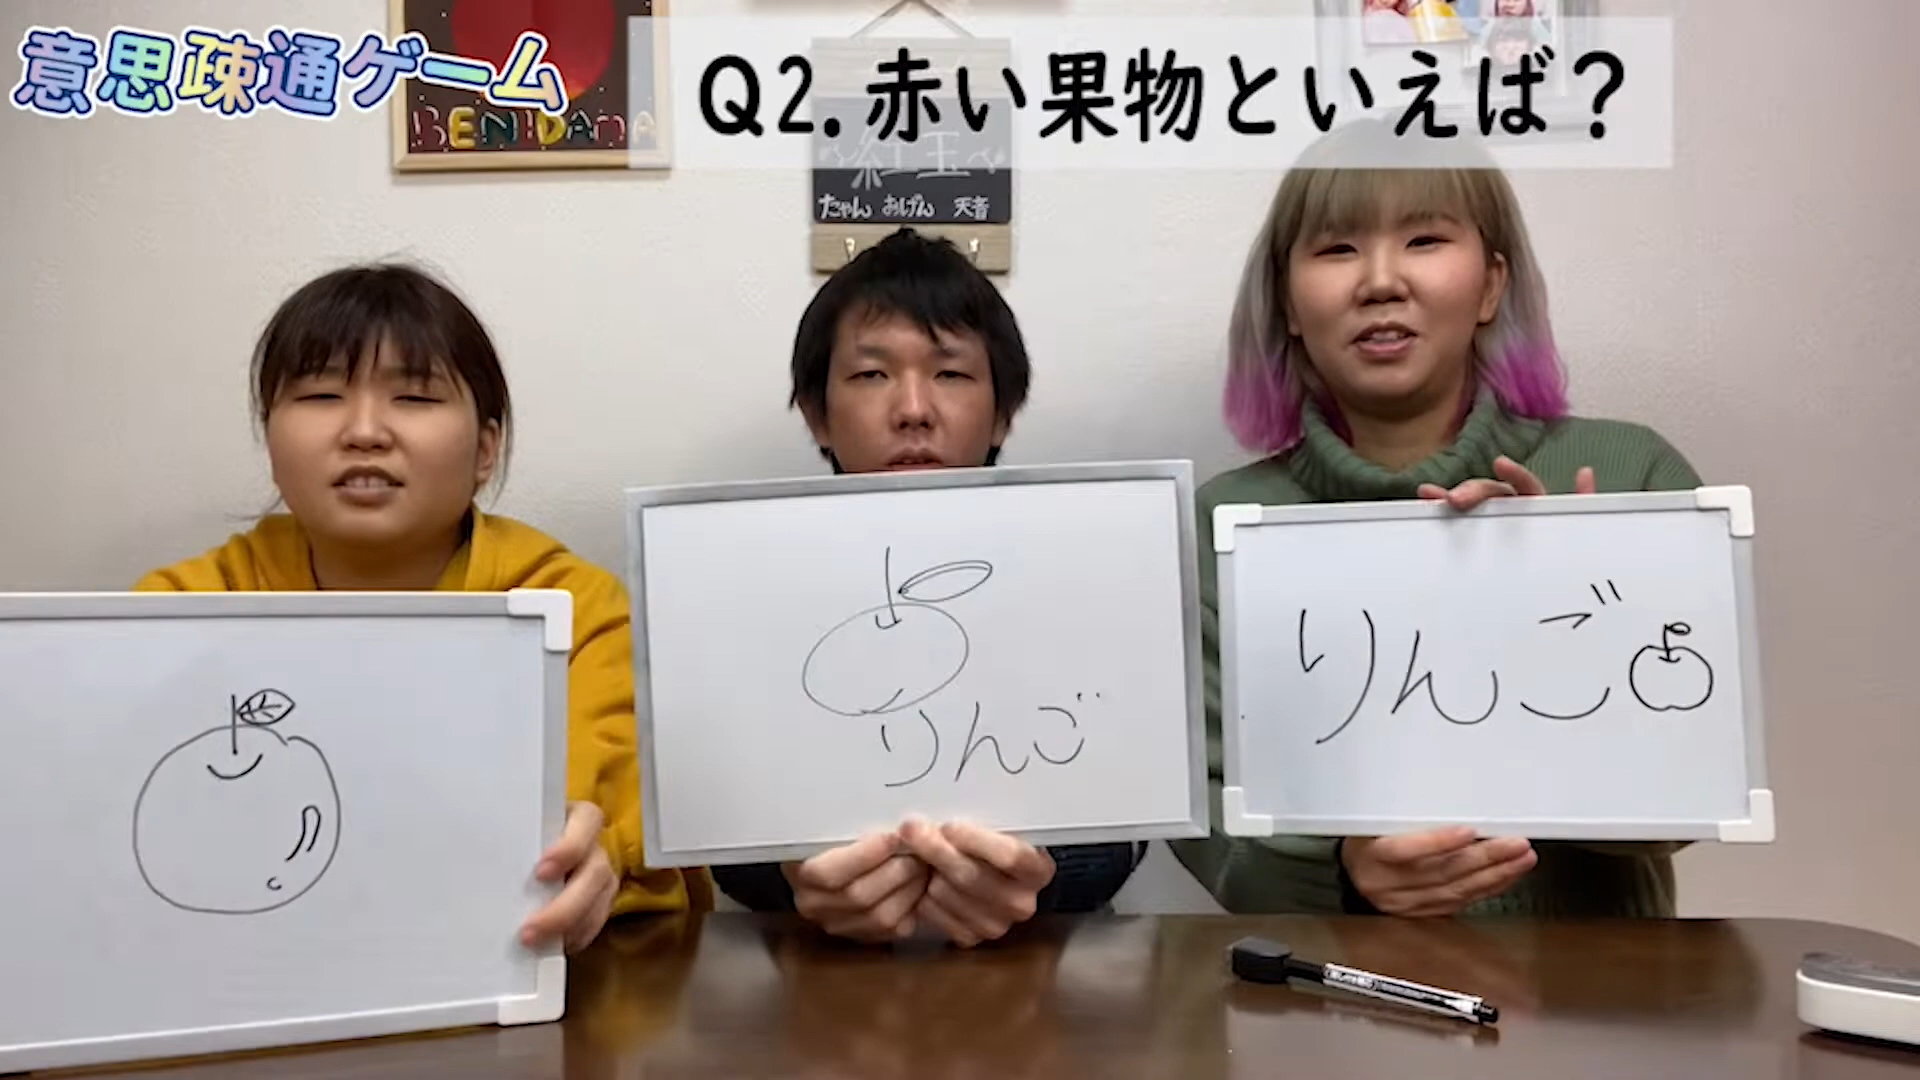 意思疎通ゲーム
Q2.赤い果物といえば?
BENIDAMA
紅玉
たゃん おげん 天音
りんご
りんご